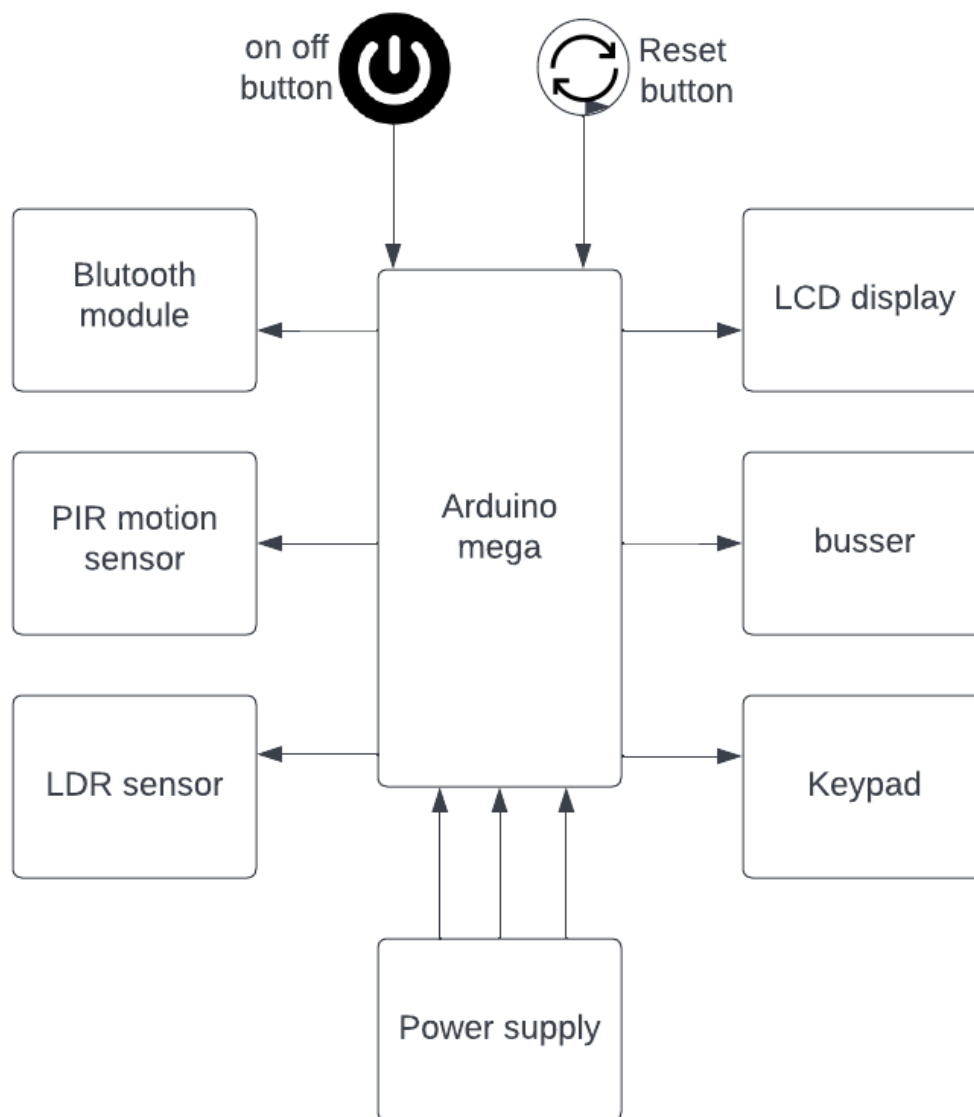 on off
button
Reset
button
Blutooth
module
LCD display
PIR motion
sensor
Arduino
mega
busser
LDR sensor
Keypad
Power supply